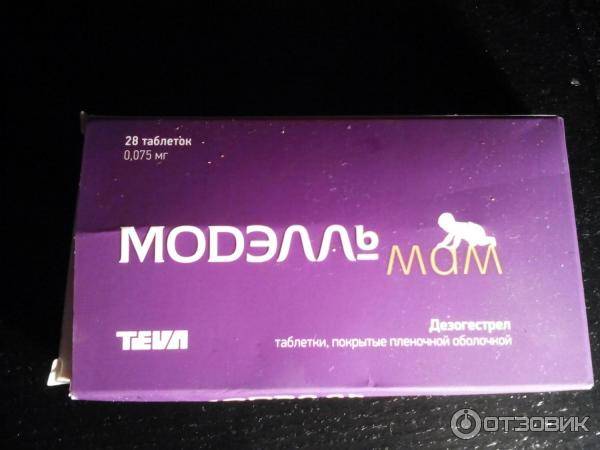 28 таблеток
0,075 мг
МОДЭЛЛЬ
мам
Дезогестрел
TEVA
таблетки, покрытые пленочной оболочкой
ОТЗОВИК